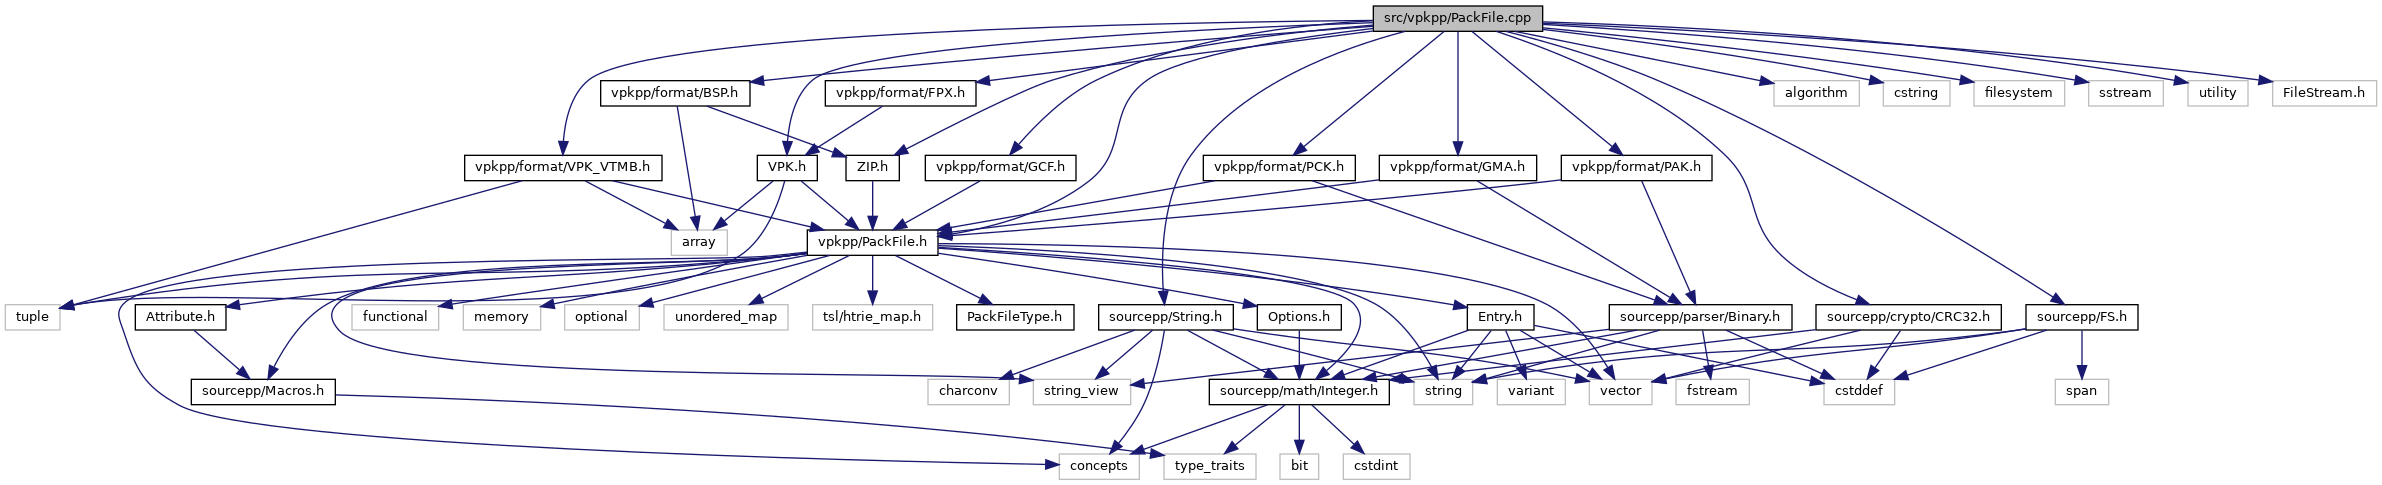 src/vpkpp/PackFile.cpp
vpkpp/format/BSP.h
vpkpp/format/FPX.h
algorithm
cstring
filesystem
sstream
utility
FileStream.h
vpkpp/format/VPK_VTMB.h
VPK.h
ZIP.h
vpkpp/format/GCF.h
vpkpp/format/PCK.h
vpkpp/format/GMA.h
vpkpp/format/PAK.h
array
vpkpp/PackFile.h
tuple
Attribute.h
functional
memory
optional
unordered_map
tsl/htrie_map.h
PackFileType.h
sourcepp/String.h
Options.h
Entry.h
sourcepp/parser/Binary.h
sourcepp/crypto/CRC32.h
sourcepp/FS.h
sourcepp/Macros.h
charconv
string_view
sourcepp/math/Integer.h
string
variant
vector
fstream
cstddef
span
concepts
type_traits
bit
cstdint